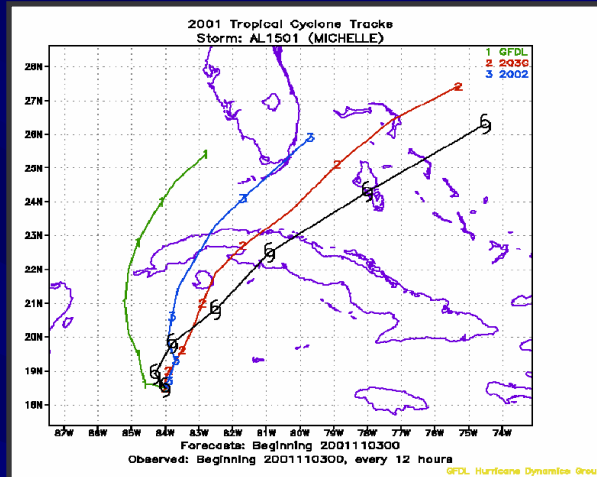 2001 Tropical Cyclone Tracks
Storm: AL1501 (MICHELLE)
1 GFDL
2 2G3G
3 2002
28N
27N
26N
25N
24N
23N
22N
21N
20N
19N
18N
87W 86W 85W 84W 83W 82W 81W 80W 79W 78W 77W 76W 75W 74W
Forecasts: Beginning 2001110300
Observed: Beginning 2001110300, every 12 hours
GFDL Hurricane Dynamics Group